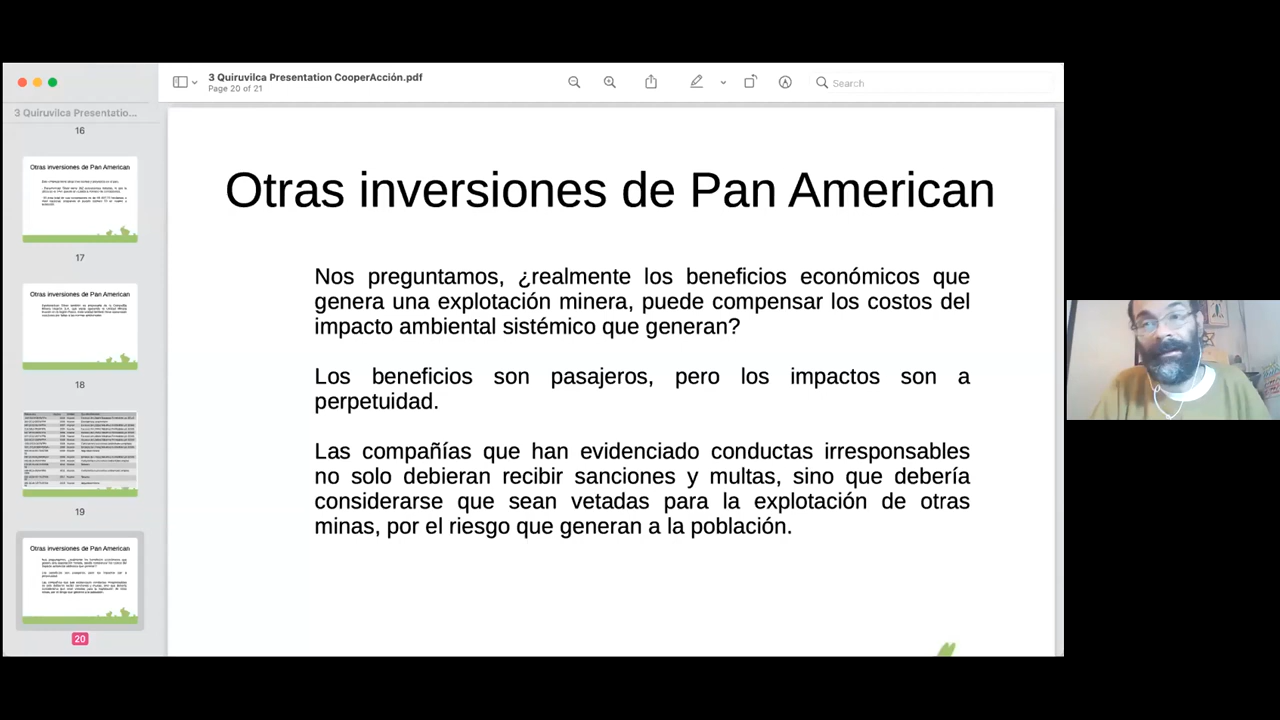 3 Quiruvilca Presentation CooperAcción.pdf
Page 20 of 21
Search
3 Quiruvilca Presentatio...
16
Otras inversiones de Pan American
17
Otras inversiones de Pan American
18
19
Otras inversiones de Pan American
20
Otras inversiones de Pan American
Nos preguntamos, ¿realmente los beneficios económicos que
genera una explotación minera, puede compensar los costos del
impacto ambiental sistémico que generan?
Los beneficios son pasajeros, pero los impactos son a
perpetuidad.
Las compañías que han evidenciado conductas irresponsables
no solo debieran recibir sanciones y multas, sino que debería
considerarse que sean vetadas para la explotación de otras
minas, por el riesgo que generan a la población.